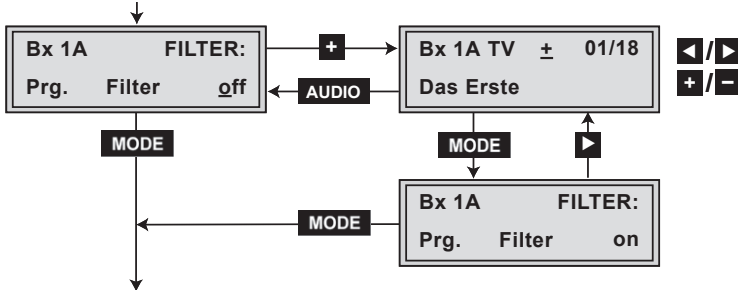 Bx 1A FILTER:
Prg. Filter off
+
AUDIO
Bx 1A TV ± 01/18
Das Erste
◄ / ►
+ / −
MODE
MODE
►
Bx 1A FILTER:
Prg. Filter on
MODE